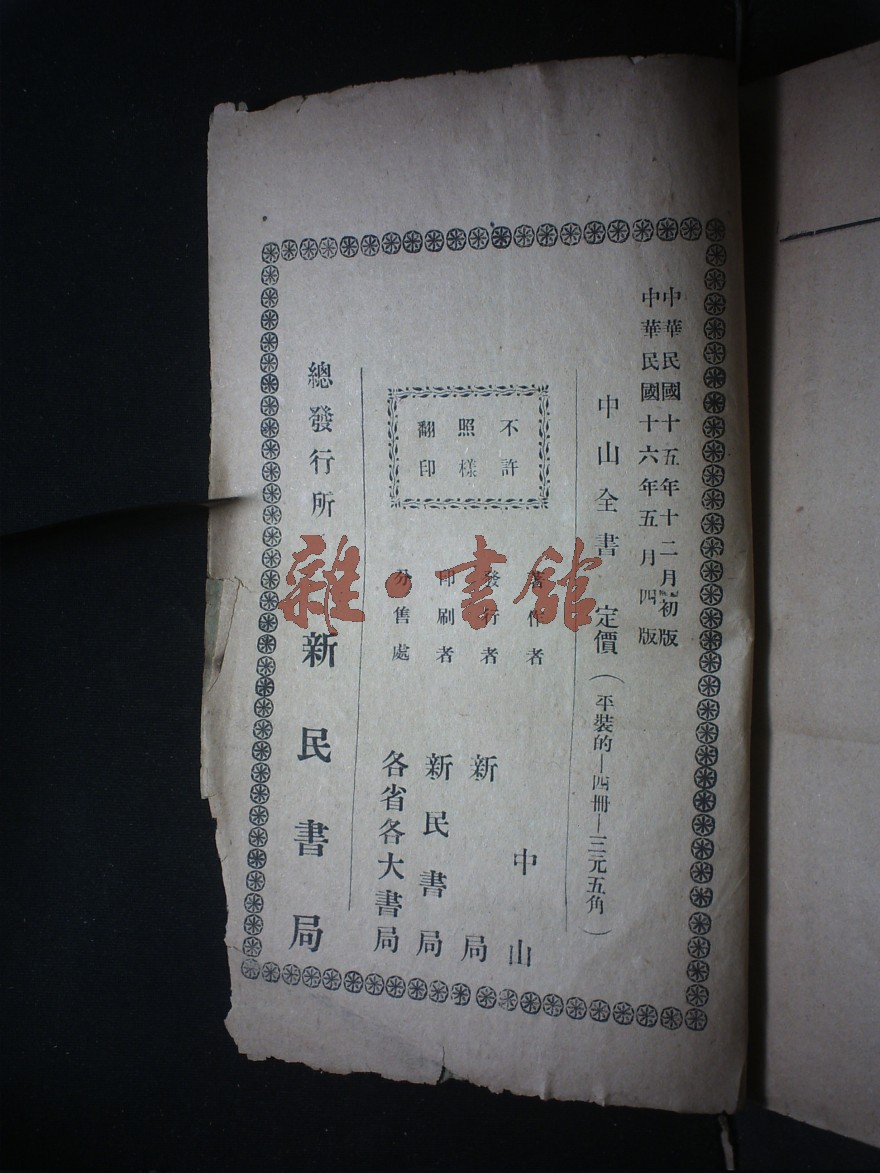 中華民國十五年十二月初版
中華民國十六年五月四版
中山全書 定價（平裝的—四冊—三元五角）
不許
照樣
翻印
著作者 中山
發行者 新局
印刷者 新民書局
分售處 各省各大書局
總發行所 新民書局
雜·書館